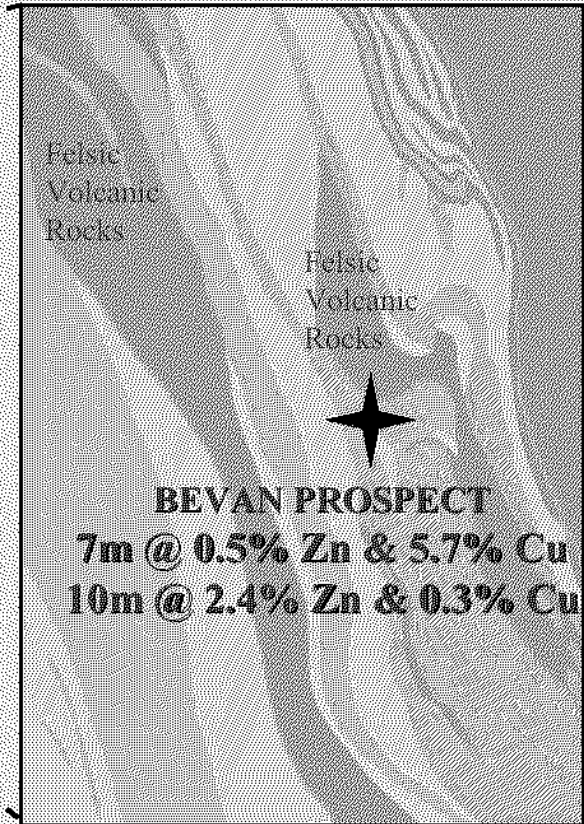 Felsic
Volcanic
Rocks
Felsic
Volcanic
Rocks
BEVAN PROSPECT
7m @ 0.5% Zn & 5.7% Cu
10m @ 2.4% Zn & 0.3% Cu